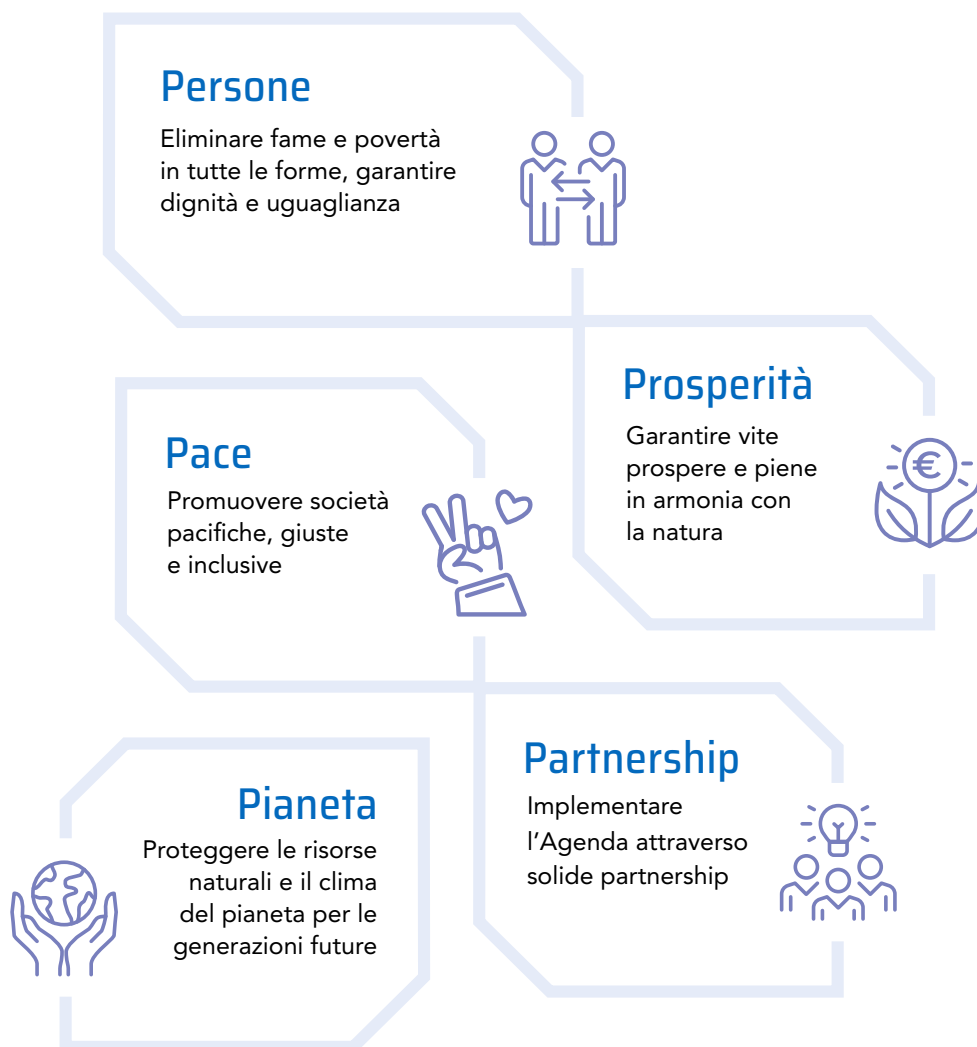 Persone
Eliminare fame e povertà
in tutte le forme, garantire
dignità e uguaglianza
Prosperità
Garantire vite
prospere e piene
in armonia con
la natura
€
Pace
Promuovere società
pacifiche, giuste
e inclusive
Partnership
Implementare
l’Agenda attraverso
solide partnership
Pianeta
Proteggere le risorse
naturali e il clima
del pianeta per le
generazioni future